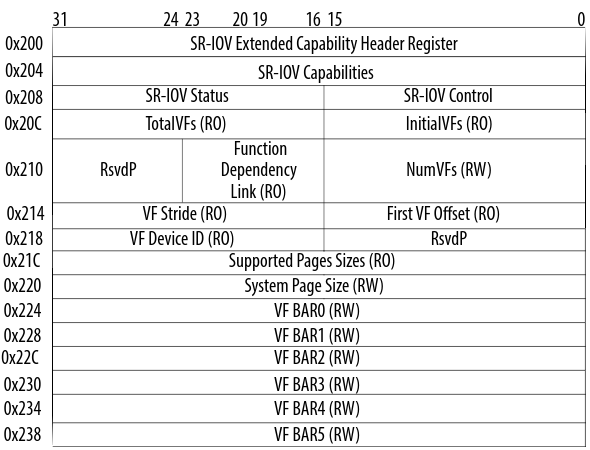 31 24 23 20 19 16 15 0
0x200 SR-IOV Extended Capability Header Register
0x204 SR-IOV Capabilities
0x208 SR-IOV Status SR-IOV Control
0x20C TotalVFs (RO) InitialVFs (RO)
0x210 RsvdP Function Dependency Link (RO) NumVFs (RW)
0x214 VF Stride (RO) First VF Offset (RO)
0x218 VF Device ID (RO) RsvdP
0x21C Supported Pages Sizes (RO)
0x220 System Page Size (RW)
0x224 VF BAR0 (RW)
0x228 VF BAR1 (RW)
0x22C VF BAR2 (RW)
0x230 VF BAR3 (RW)
0x234 VF BAR4 (RW)
0x238 VF BAR5 (RW)